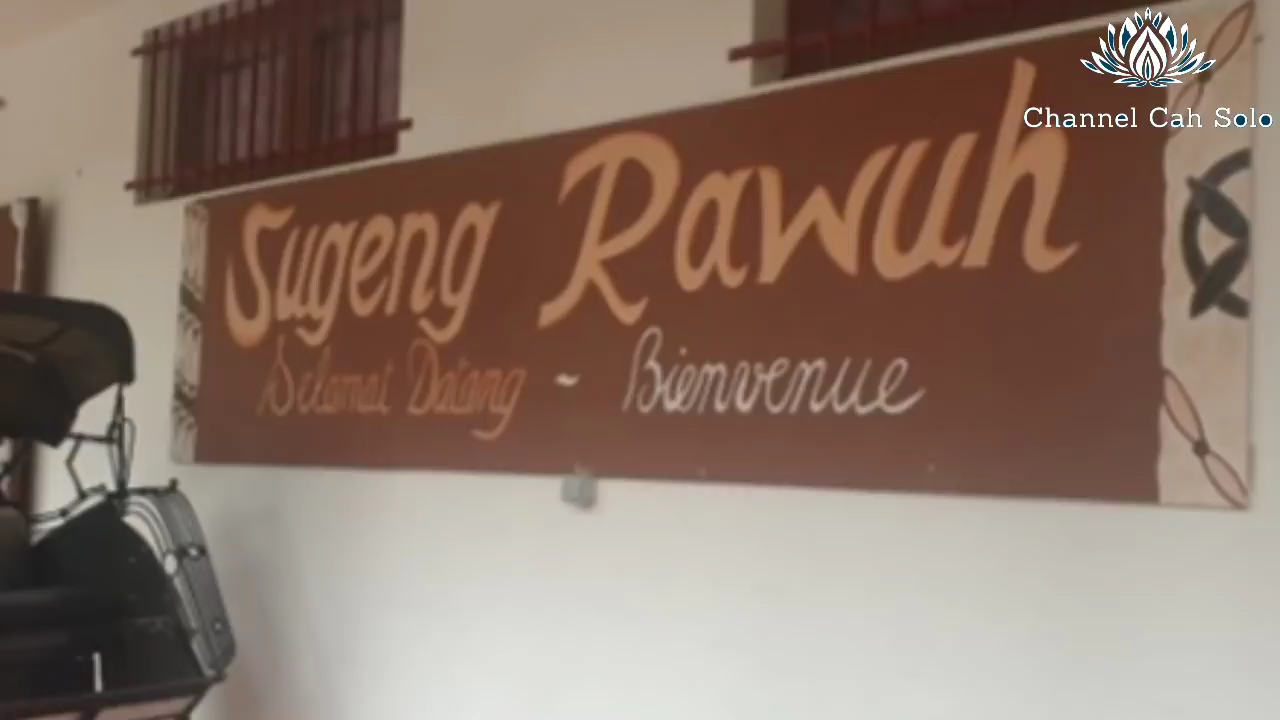 Channel Cah Solo
Sugeng Rawuh
Selamat Datang ~ Bienvenue